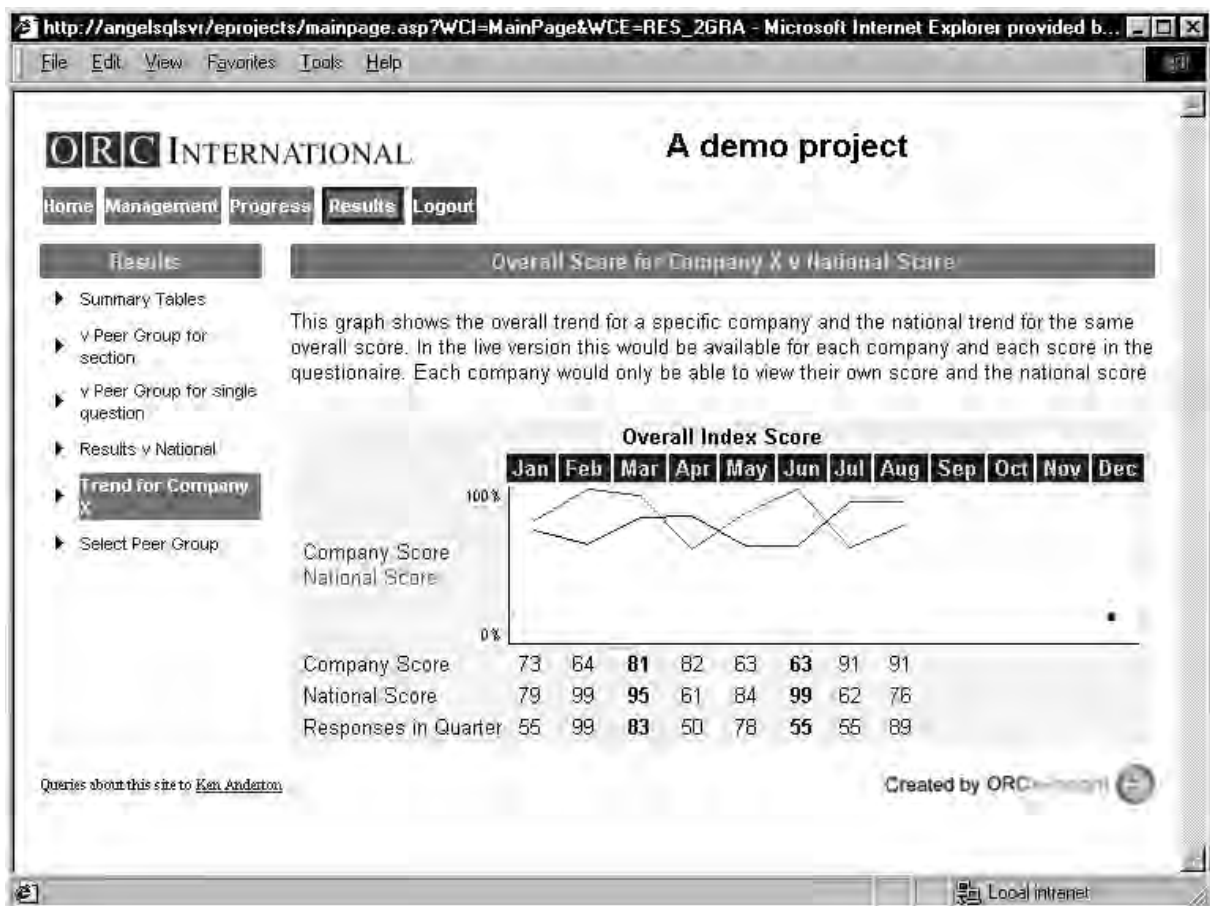 http://angelsqlsvr/eprojects/mainpage.asp?WCI=MainPage&WCE=RES_2GRA - Microsoft Internet Explorer provided b...
File Edit View Favorites Tools Help
ORC INTERNATIONAL
A demo project
Home Management Progress Results Logout
Results
Overall Score for Company X v National Score
Summary Tables
v Peer Group for
section
v Peer Group for single
question
Results v National
Trend for Company
X
Select Peer Group
This graph shows the overall trend for a specific company and the national trend for the same
overall score. In the live version this would be available for each company and each score in the
questionaire. Each company would only be able to view their own score and the national score
Overall Index Score
Jan Feb Mar Apr May Jun Jul Aug Sep Oct Nov Dec
100%
Company Score
National Score
0%
Company Score 73 64 81 82 63 63 91 91
National Score 79 99 95 61 84 99 62 76
Responses in Quarter 55 99 83 50 78 55 55 89
Queries about this site to Ken Anderton
Created by ORC
Local intranet